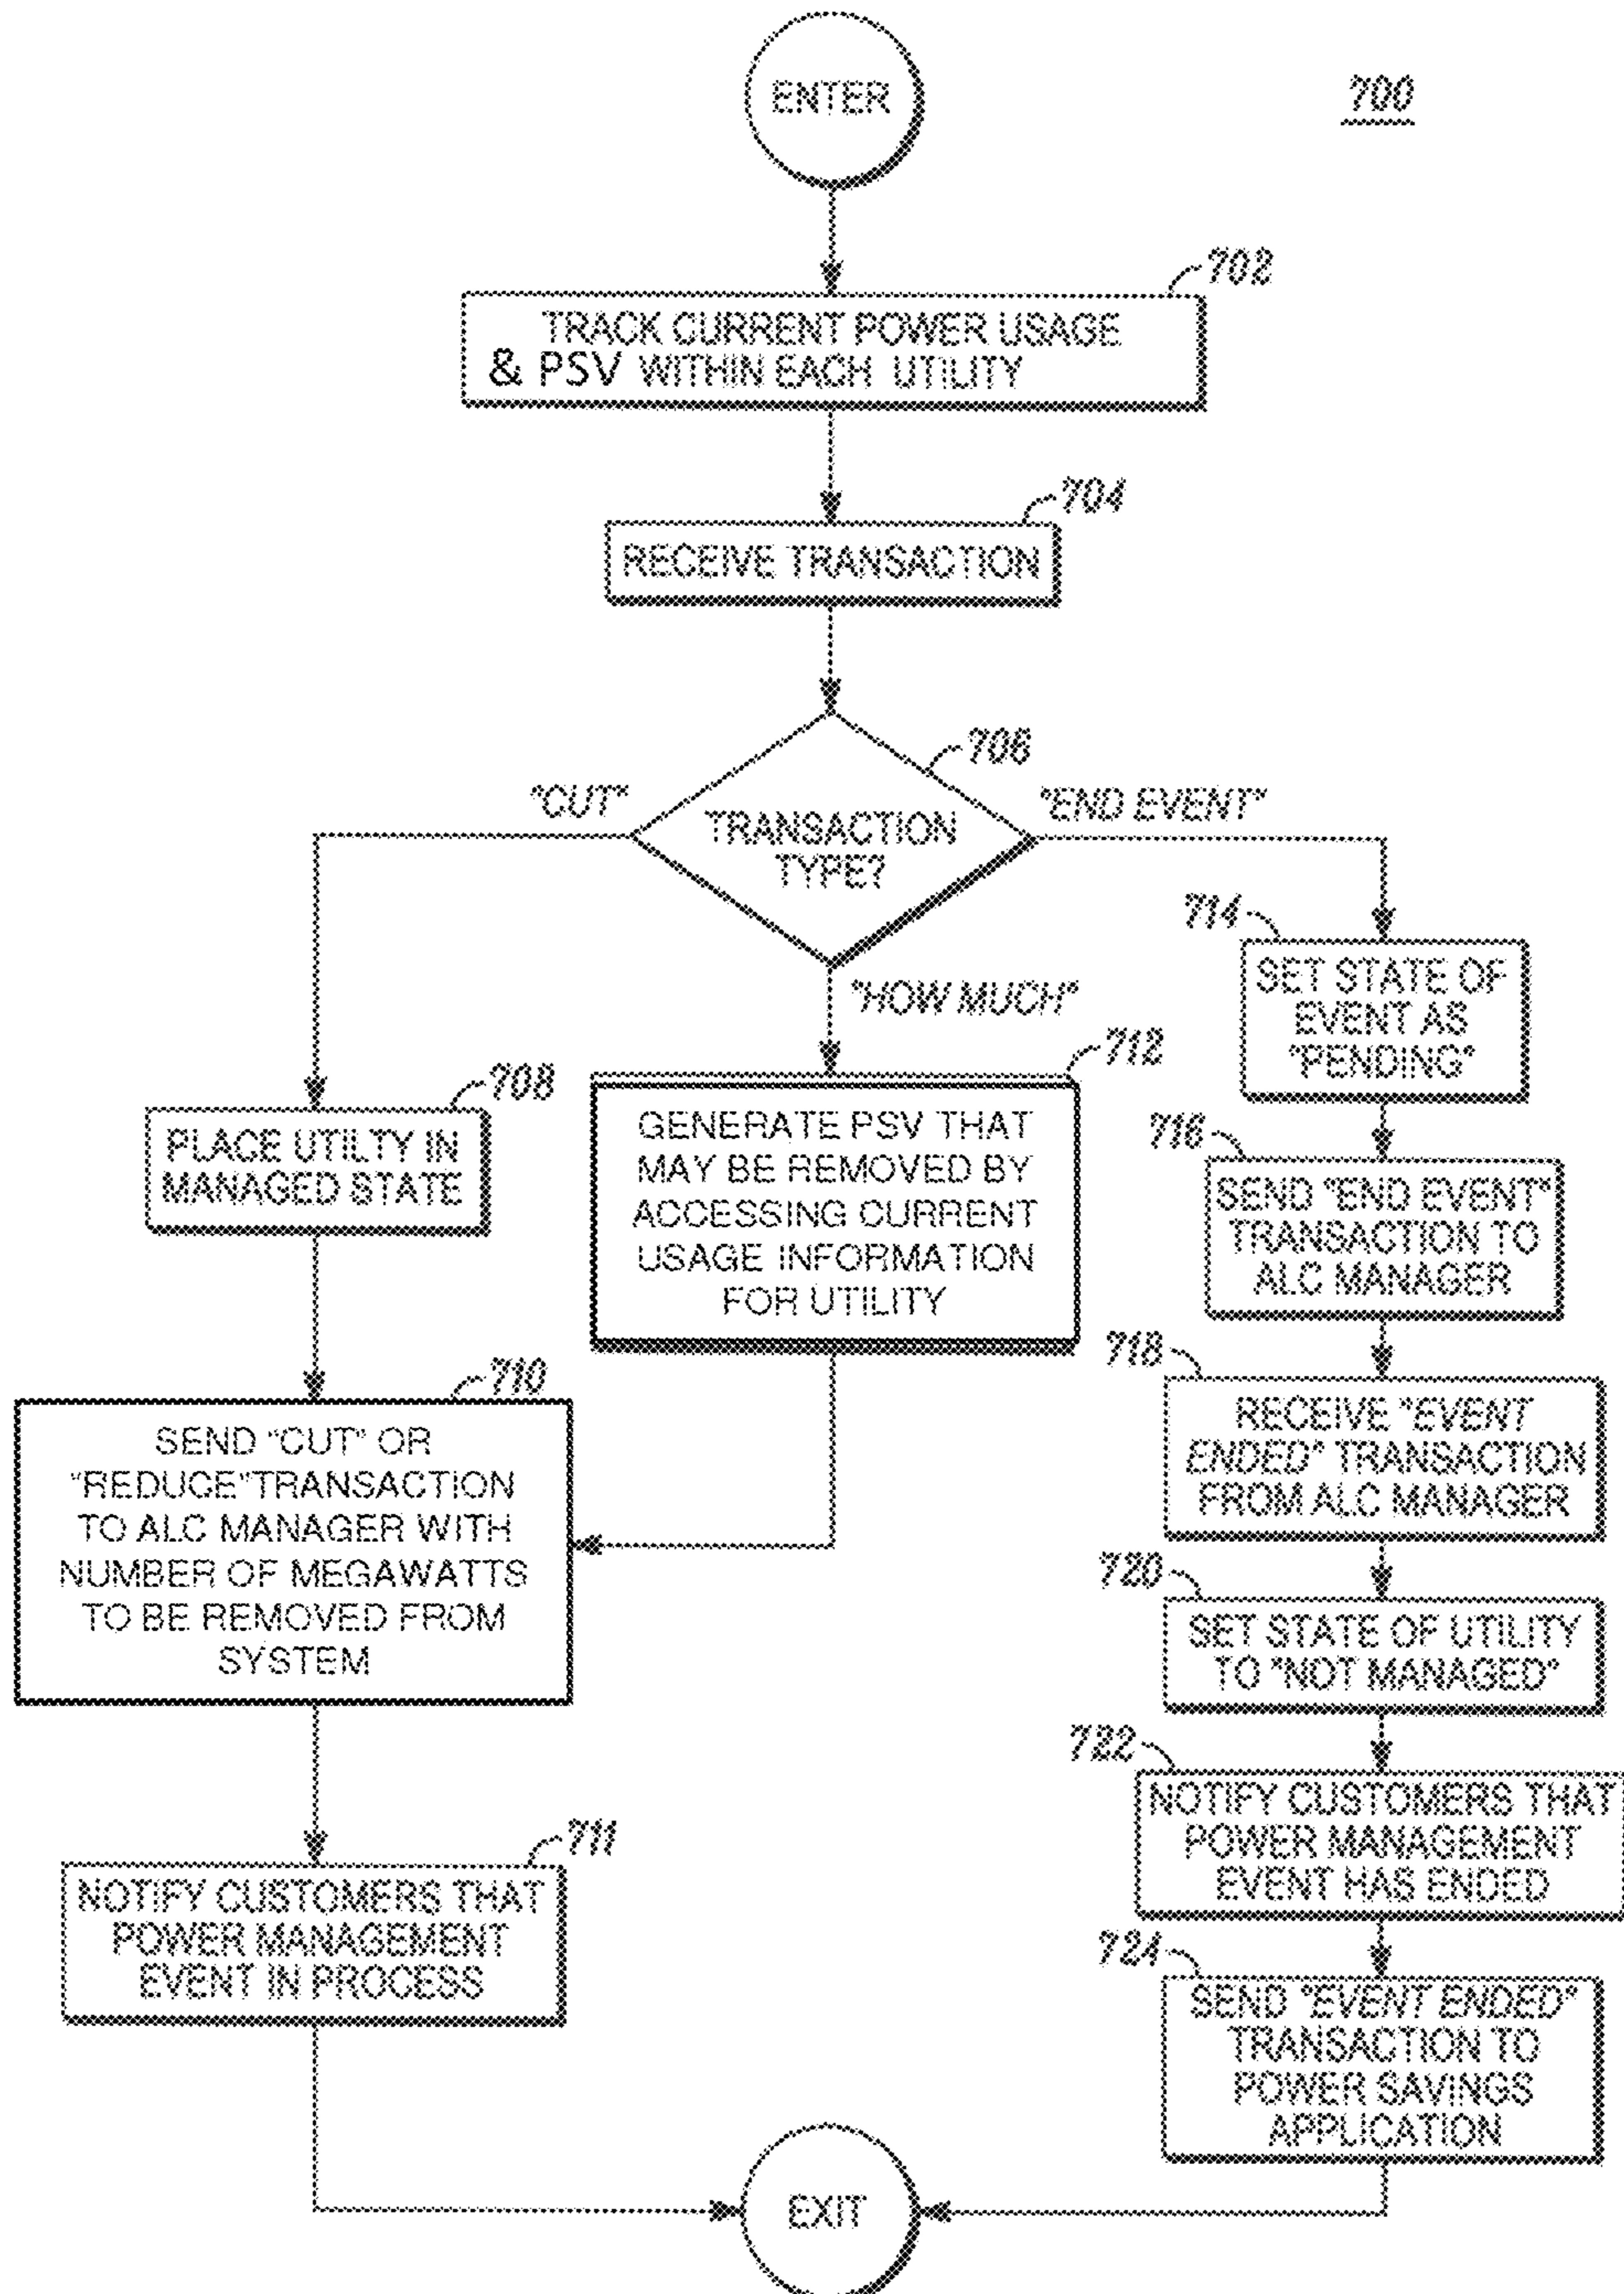 ENTER
700
702
TRACK CURRENT POWER USAGE
& PSV WITHIN EACH UTILITY
704
RECEIVE TRANSACTION
706
TRANSACTION
TYPE?
"CUT"
"END EVENT"
"HOW MUCH"
708
PLACE UTILTY IN
MANAGED STATE
712
GENERATE PSV THAT
MAY BE REMOVED BY
ACCESSING CURRENT
USAGE INFORMATION
FOR UTILITY
710
SEND "CUT" OR
"REDUCE"TRANSACTION
TO ALC MANAGER WITH
NUMBER OF MEGAWATTS
TO BE REMOVED FROM
SYSTEM
711
NOTIFY CUSTOMERS THAT
POWER MANAGEMENT
EVENT IN PROCESS
714
SET STATE OF
EVENT AS
"PENDING"
716
SEND "END EVENT"
TRANSACTION TO
ALC MANAGER
718
RECEIVE "EVENT
ENDED" TRANSACTION
FROM ALC MANAGER
720
SET STATE OF UTILITY
TO "NOT MANAGED"
722
NOTIFY CUSTOMERS THAT
POWER MANAGEMENT
EVENT HAS ENDED
724
SEND "EVENT ENDED"
TRANSACTION TO
POWER SAVINGS
APPLICATION
EXIT